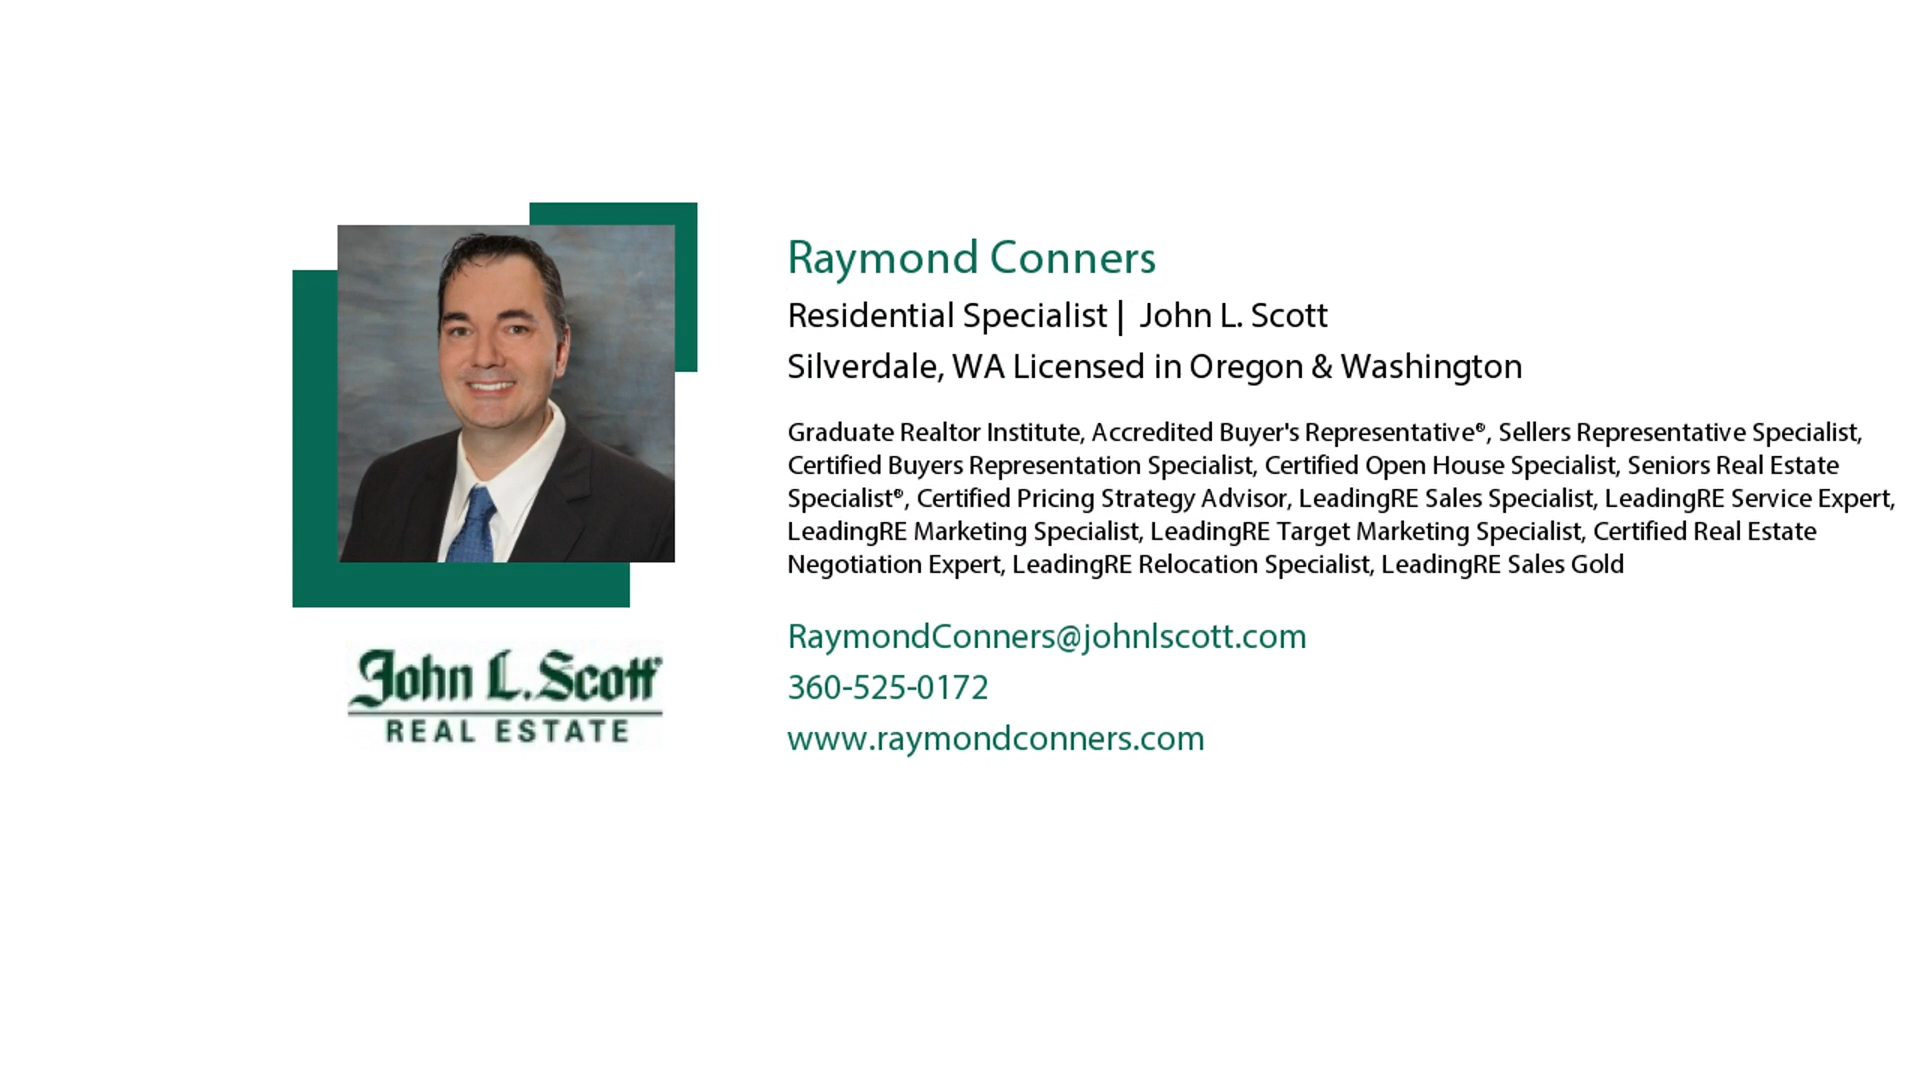 Raymond Conners
Residential Specialist | John L. Scott
Silverdale, WA Licensed in Oregon & Washington
Graduate Realtor Institute, Accredited Buyer's Representative®, Sellers Representative Specialist,
Certified Buyers Representation Specialist, Certified Open House Specialist, Seniors Real Estate
Specialist®, Certified Pricing Strategy Advisor, LeadingRE Sales Specialist, LeadingRE Service Expert,
LeadingRE Marketing Specialist, LeadingRE Target Marketing Specialist, Certified Real Estate
Negotiation Expert, LeadingRE Relocation Specialist, LeadingRE Sales Gold
RaymondConners@johnlscott.com
360-525-0172
www.raymondconners.com
John L. Scott®
REAL ESTATE